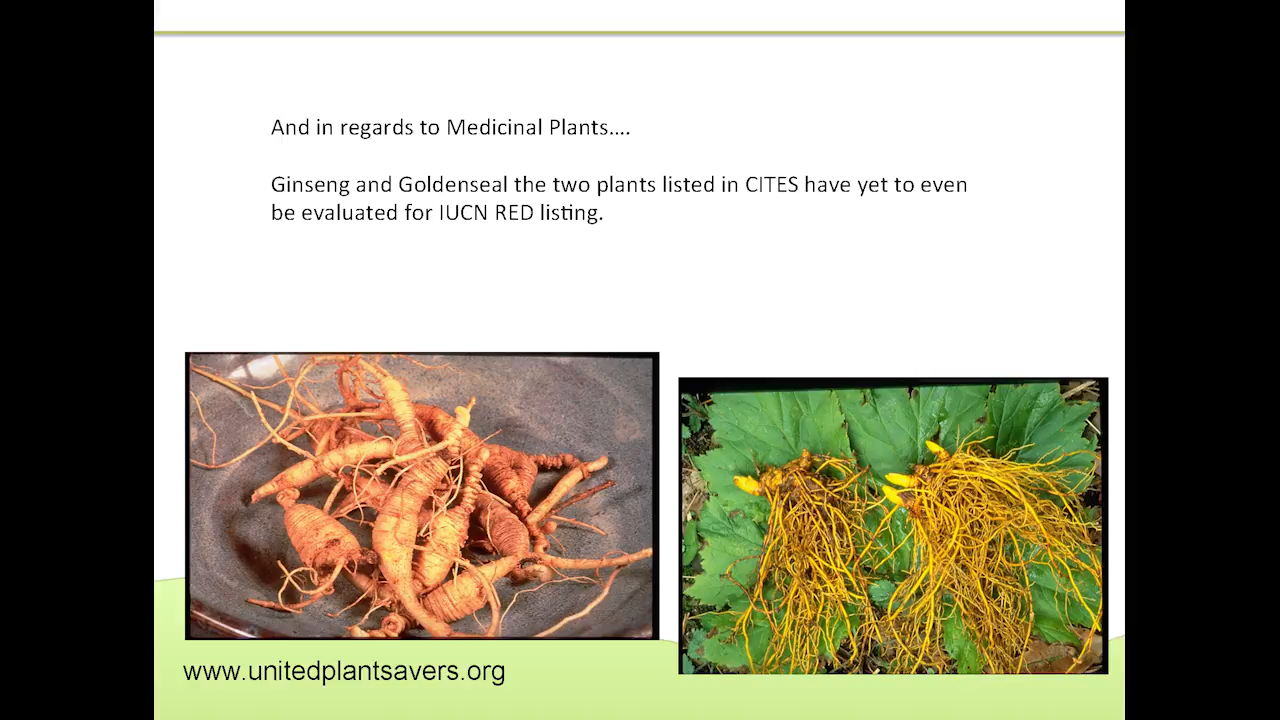 And in regards to Medicinal Plants....
Ginseng and Goldenseal the two plants listed in CITES have yet to even
be evaluated for IUCN RED listing.
www.unitedplantsavers.org